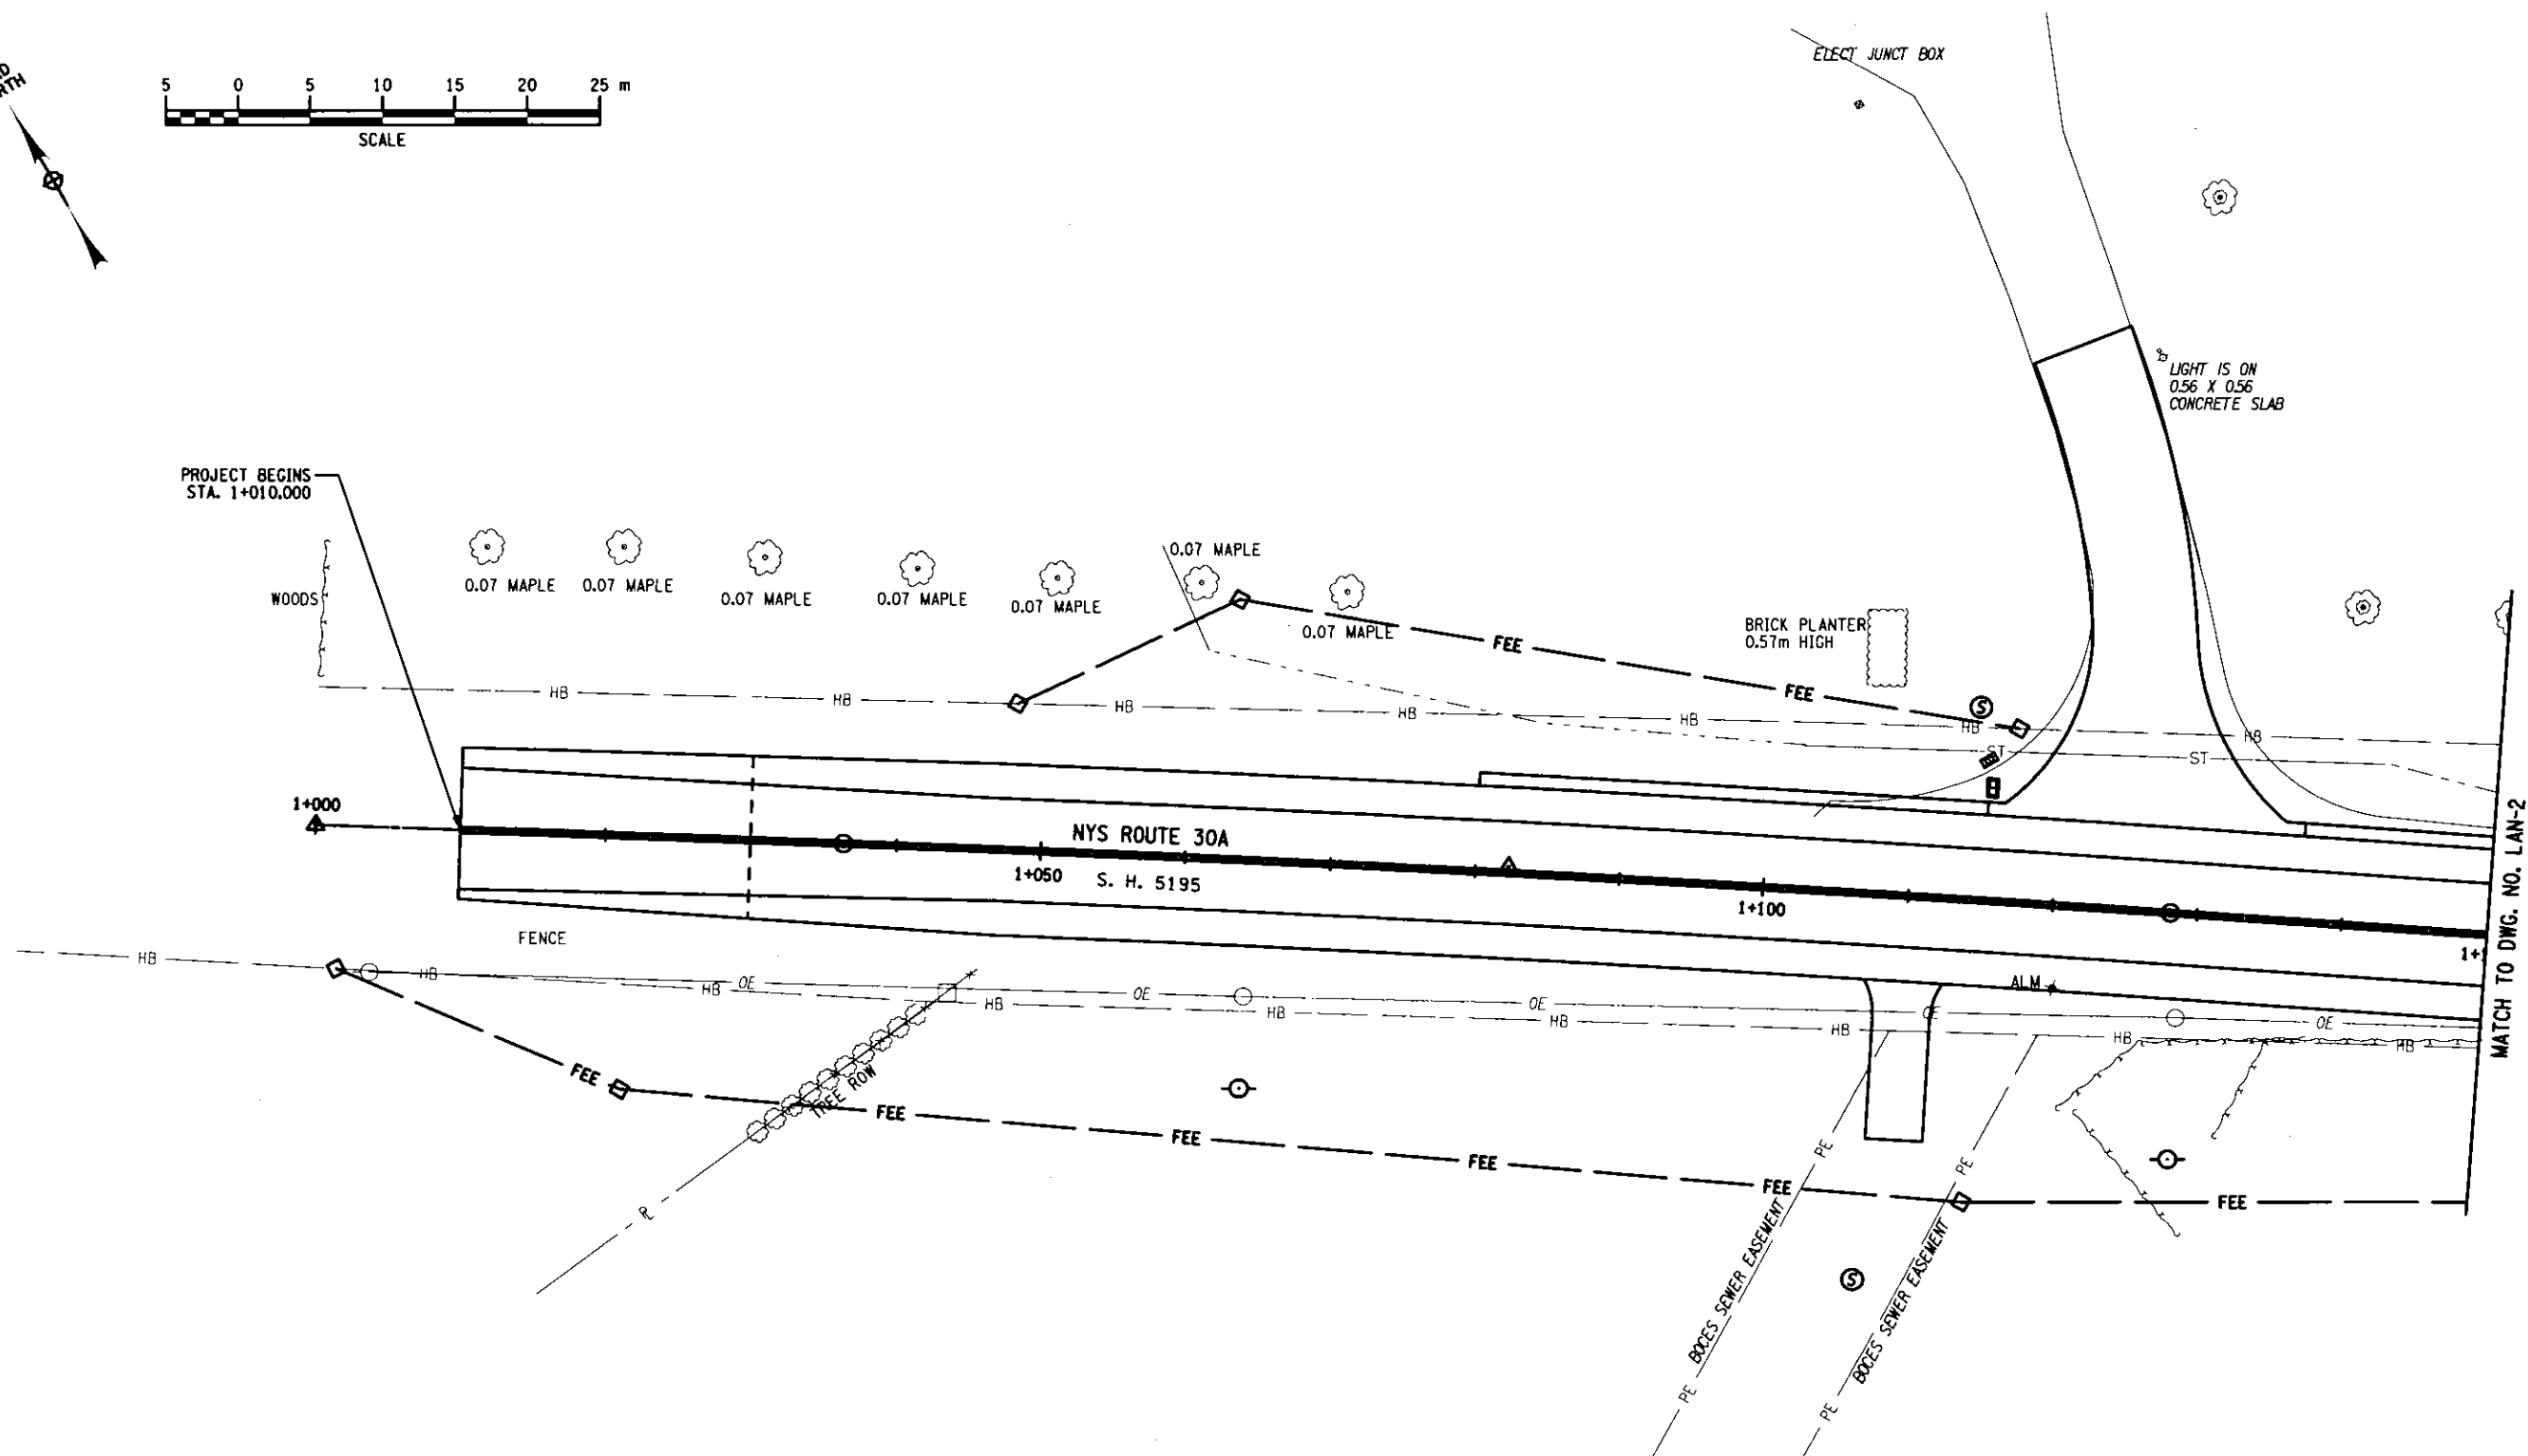 ELECT JUNCT BOX
5 0 5 10 15 20 25 m
SCALE
LIGHT IS ON
0.56 X 0.56
CONCRETE SLAB
PROJECT BEGINS
STA. 1+010.000
WOODS
0.07 MAPLE
0.07 MAPLE
0.07 MAPLE
0.07 MAPLE
0.07 MAPLE
0.07 MAPLE
0.07 MAPLE
BRICK PLANTER
0.57m HIGH
FEE
FEE
HB
HB
HB
HB
HB
HB
HB
S
ST
ST
1+000
NYS ROUTE 30A
1+050
S. H. 5195
1+100
MATCH TO DWG. NO. LAN-2
FENCE
HB
HB
HB
HB
HB
HB
HB
HB
HB
OE
OE
OE
OE
OE
ALM
TREE ROW
FEE
FEE
FEE
FEE
FEE
FEE
PL
PE
PE
BOCES SEWER EASEMENT
BOCES SEWER EASEMENT
S
PE
PE